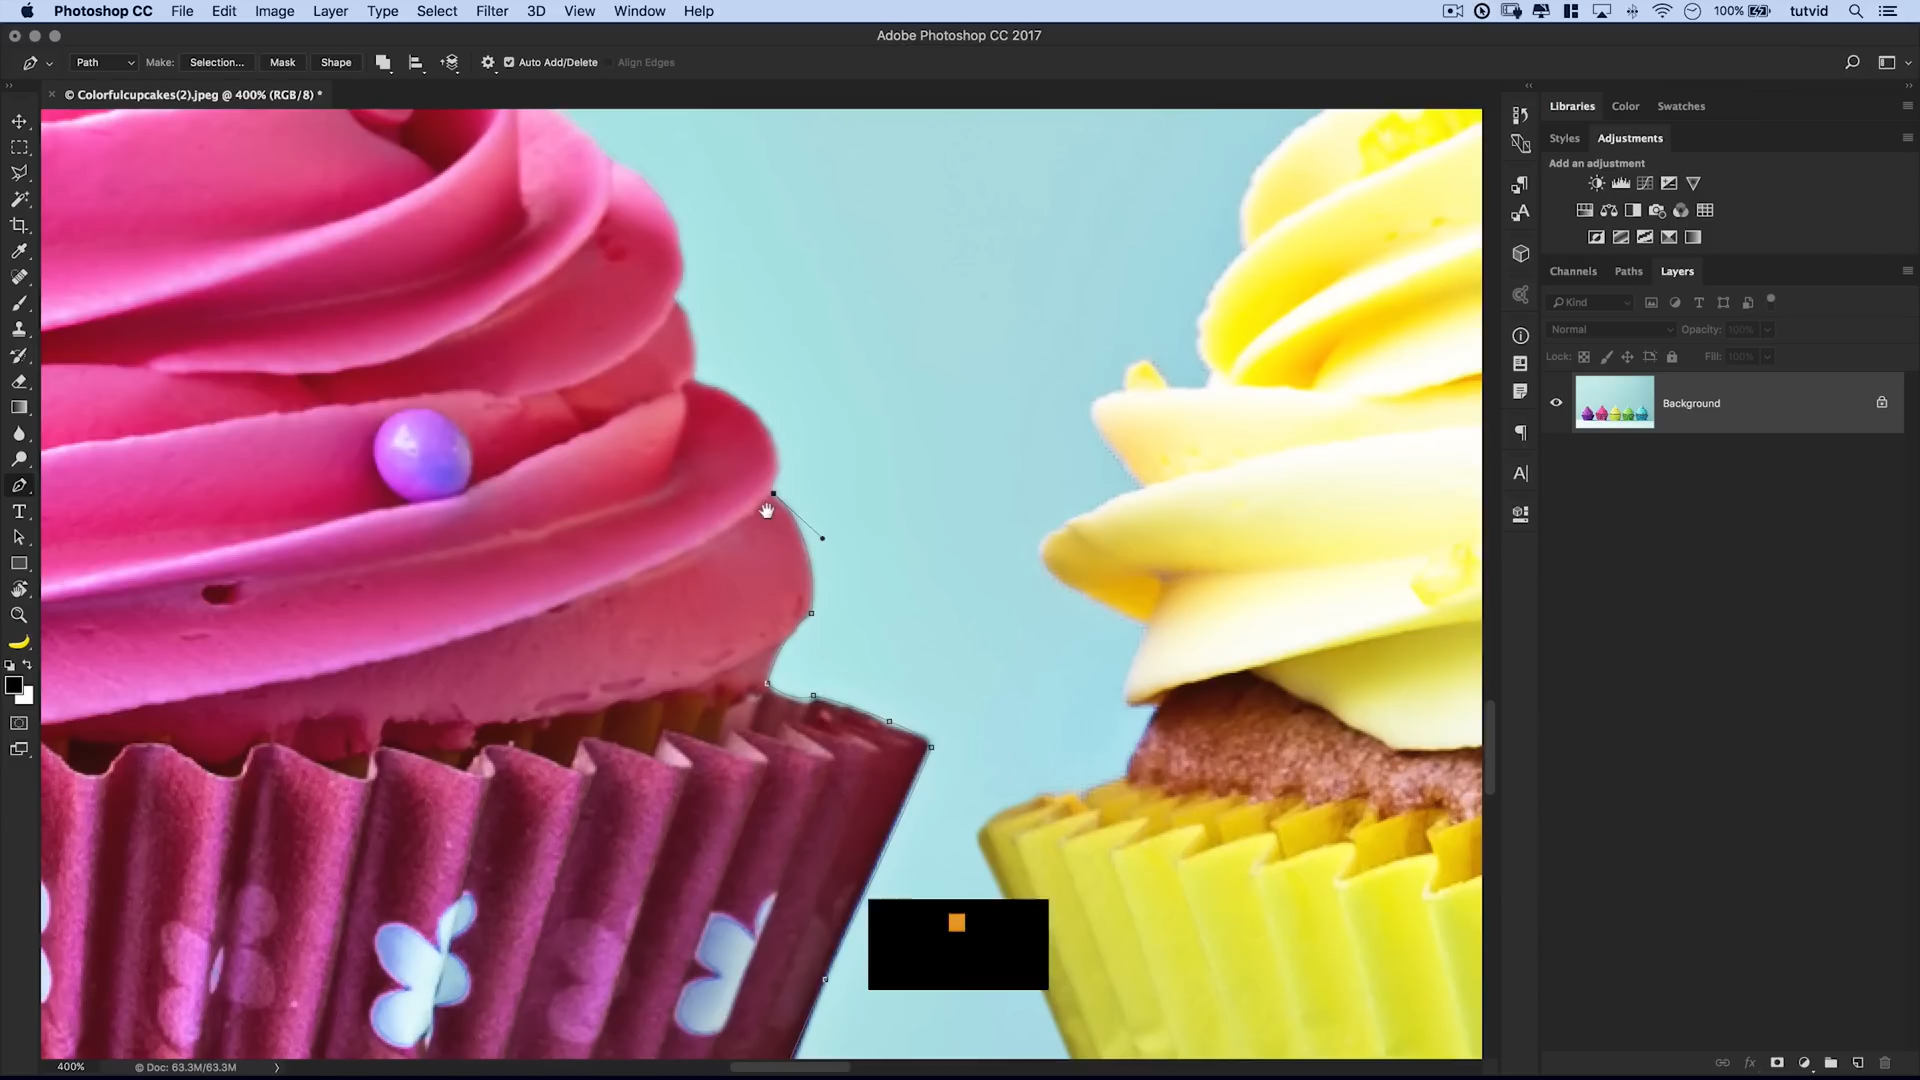 Photoshop CC File Edit Image Layer Type Select Filter 3D View Window Help 100% tutvid
Adobe Photoshop CC 2017
Path Make: Selection... Mask Shape Auto Add/Delete Align Edges
© Colorfulcupcakes(2).jpeg @ 400% (RGB/8) *
Libraries Color Swatches
Styles Adjustments
Add an adjustment
Channels Paths Layers
Kind
Normal Opacity: 100%
Lock: Fill: 100%
Background
400% © Doc: 63.3M/63.3M